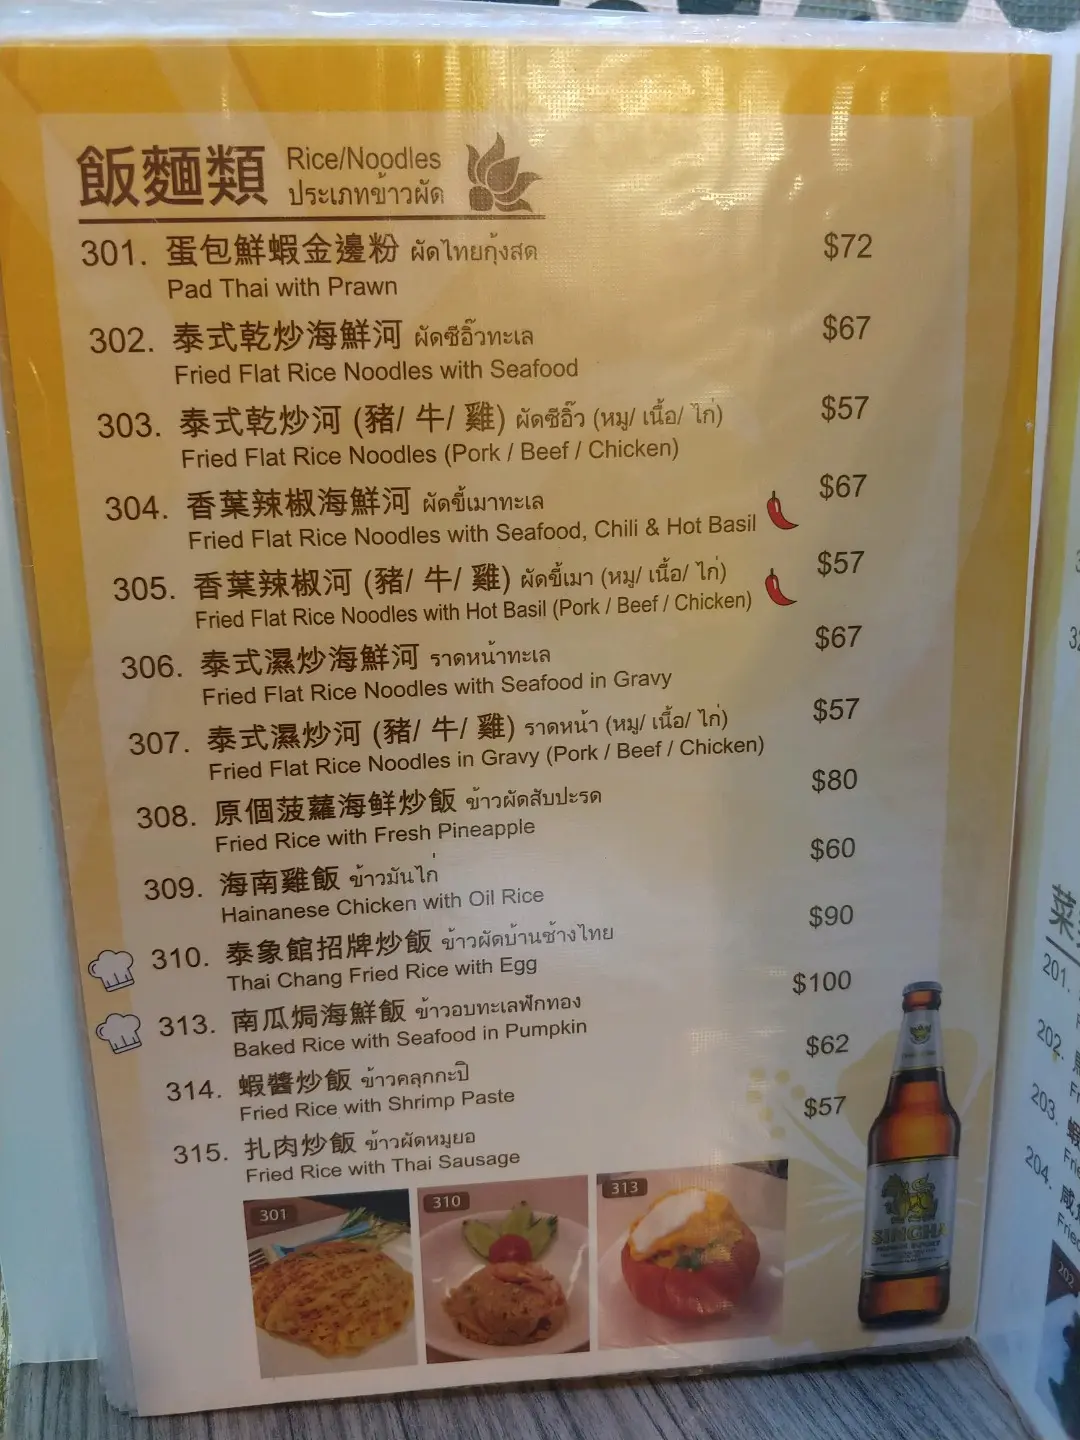 飯麵類 Rice/Noodles
ประเภทข้าวผัด
301. 蛋包鮮蝦金邊粉 ผัดไทยกุ้งสด $72
Pad Thai with Prawn
302. 泰式乾炒海鮮河 ผัดซีอิ๊วทะเล $67
Fried Flat Rice Noodles with Seafood
303. 泰式乾炒河 (豬/ 牛/ 雞) ผัดซีอิ๊ว (หมู/ เนื้อ/ ไก่) $57
Fried Flat Rice Noodles (Pork / Beef / Chicken)
304. 香葉辣椒海鮮河 ผัดขี้เมาทะเล $67
Fried Flat Rice Noodles with Seafood, Chili & Hot Basil
305. 香葉辣椒河 (豬/ 牛/ 雞) ผัดขี้เมา (หมู/ เนื้อ/ ไก่) $57
Fried Flat Rice Noodles with Hot Basil (Pork / Beef / Chicken)
306. 泰式濕炒海鮮河 ราดหน้าทะเล $67
Fried Flat Rice Noodles with Seafood in Gravy
307. 泰式濕炒河 (豬/ 牛/ 雞) ราดหน้า (หมู/ เนื้อ/ ไก่) $57
Fried Flat Rice Noodles in Gravy (Pork / Beef / Chicken)
308. 原個菠蘿海鮮炒飯 ข้าวผัดสับปะรด $80
Fried Rice with Fresh Pineapple
309. 海南雞飯 ข้าวมันไก่ $60
Hainanese Chicken with Oil Rice
310. 泰象館招牌炒飯 ข้าวผัดบ้านช้างไทย $90
Thai Chang Fried Rice with Egg
313. 南瓜焗海鮮飯 ข้าวอบทะเลฟักทอง $100
Baked Rice with Seafood in Pumpkin
314. 蝦醬炒飯 ข้าวคลุกกะปิ $62
Fried Rice with Shrimp Paste
315. 扎肉炒飯 ข้าวผัดหมูยอ $57
Fried Rice with Thai Sausage
301
310
313
SINGHA
菜
201.
202.
203. 蝦
204. 咸
Fried
202